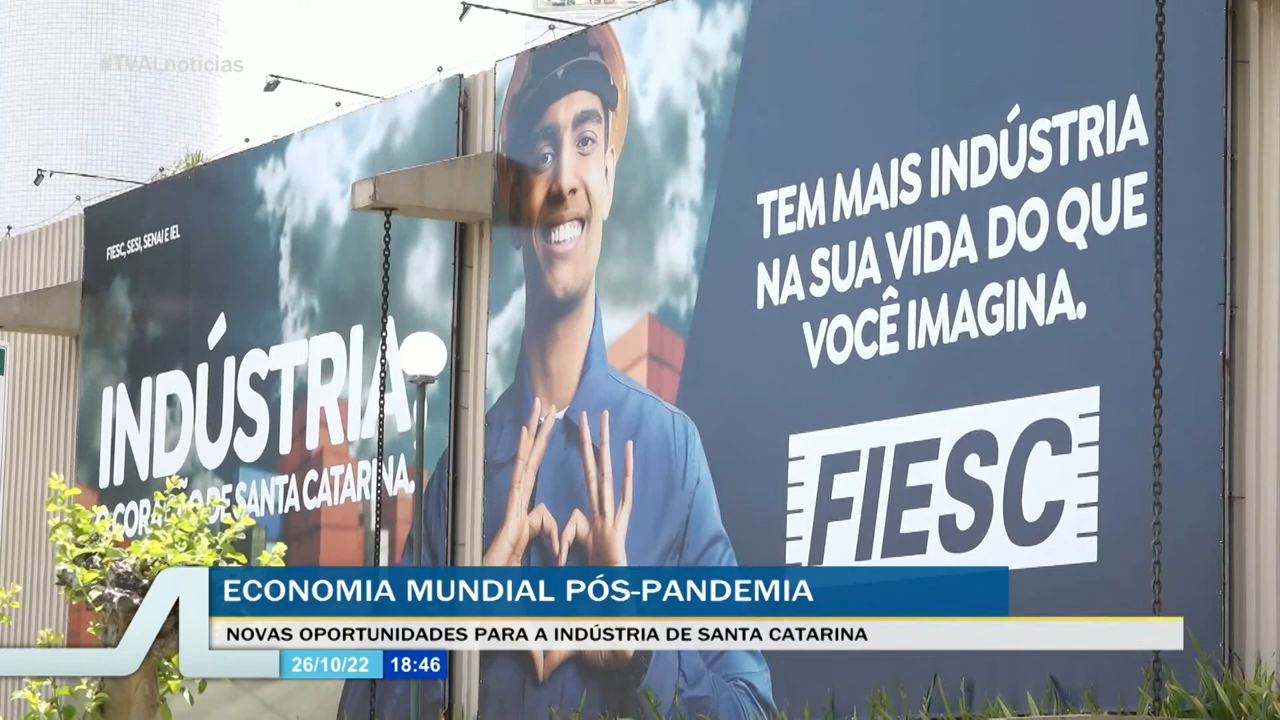 #TVALnotícias
FIESC, SESI, SENAI E IEL
INDÚSTRIA.
O CORAÇÃO DE SANTA CATARINA.
TEM MAIS INDÚSTRIA
NA SUA VIDA DO QUE
VOCÊ IMAGINA.
FIESC
ECONOMIA MUNDIAL PÓS-PANDEMIA
NOVAS OPORTUNIDADES PARA A INDÚSTRIA DE SANTA CATARINA
26/10/22 18:46